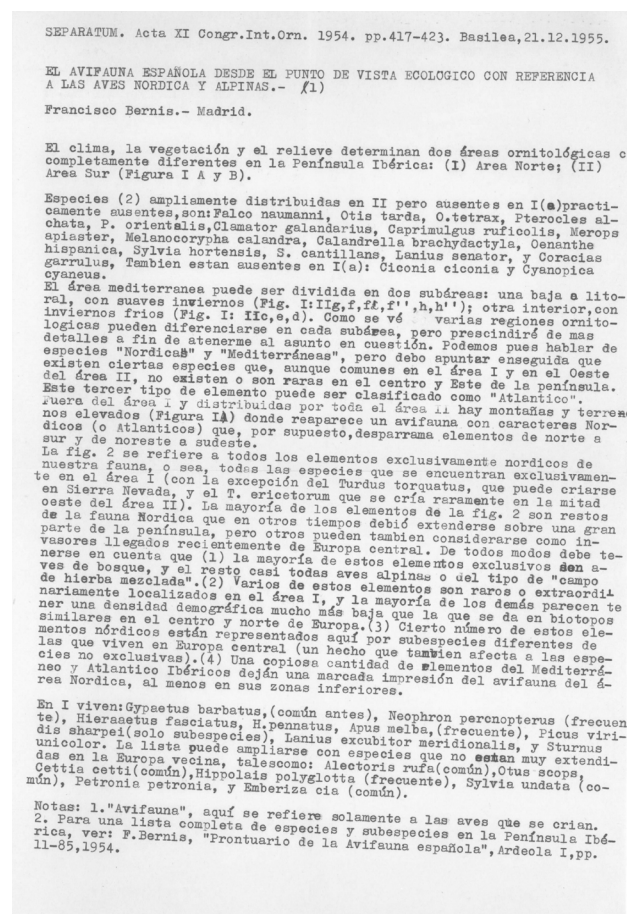 SEPARATUM. Acta XI Congr.Int.Orn. 1954. pp.417-423. Basilea,21.12.1955.
EL AVIFAUNA ESPAÑOLA DESDE EL PUNTO DE VISTA ECOLOGICO CON REFERENCIA
A LAS AVES NORDICA Y ALPINAS.- (1)
Francisco Bernis.- Madrid.
El clima, la vegetación y el relieve determinan dos áreas ornitológicas c
completamente diferentes en la Península Ibérica: (I) Area Norte; (II)
Area Sur (Figura I A y B).
Especies (2) ampliamente distribuidas en II pero ausentes en I(a)practi-
camente ausentes,son:Falco naumanni, Otis tarda, O.tetrax, Pterocles al-
chata, P. orientalis,Clamator galandarius, Caprimulgus ruficolis, Merops
apiaster, Melanocorypha calandra, Calandrella brachydactyla, Oenanthe
hispanica, Sylvia hortensis, S. cantillans, Lanius senator, y Coracias
garrulus, Tambien estan ausentes en I(a): Ciconia ciconia y Cyanopica
cyaneus.
El área mediterranea puede ser dividida en dos subáreas: una baja o lito-
ral, con suaves inviernos (Fig. I:IIg,f,f',f'',h,h''); otra interior,con
inviernos frios (Fig. I: IIc,e,d). Como se vé varias regiones ornito-
logicas pueden diferenciarse en cada subárea, pero prescindiré de mas
detalles a fin de atenerme al asunto en cuestión. Podemos pues hablar de
especies "Nordicas" y "Mediterráneas", pero debo apuntar enseguida que
existen ciertas especies que, aunque comunes en el área I y en el Oeste
del área II, no existen o son raras en el centro y Este de la península.
Este tercer tipo de elemento puede ser clasificado como "Atlantico".
Fuera del área I y distribuidas por toda el área II hay montañas y terre
nos elevados (Figura IA) donde reaparece un avifauna con caracteres Nor-
dicos (o Atlanticos) que, por supuesto,desparrama elementos de norte a
sur y de noreste a sudeste.
La fig. 2 se refiere a todos los elementos exclusivamente nordicos de
nuestra fauna, o sea, todas las especies que se encuentran exclusivamen-
te en el área I (con la excepción del Turdus torquatus, que puede criarse
en Sierra Nevada, y el T. ericetorum que se cría raramente en la mitad
oeste del área II). La mayoría de los elementos de la fig. 2 son restos
de la fauna Nordica que en otros tiempos debió extenderse sobre una gran
parte de la península, pero otros pueden tambien considerarse como in-
vasores llegados recientemente de Europa central. De todos modos debe te-
nerse en cuenta que (1) la mayoría de estos elementos exclusivos son a-
ves de bosque, y el resto casi todas aves alpinas o del tipo de "campo
de hierba mezclada".(2) Varios de estos elementos son raros o extraordi
nariamente localizados en el área I, y la mayoría de los demás parecen te
ner una densidad demográfica mucho más baja que la que se da en biotopos
similares en el centro y norte de Europa.(3) Cierto número de estos ele-
mentos nórdicos están representados aquí por subespecies diferentes de
las que viven en Europa central (un hecho que tambien afecta a las espe-
cies no exclusivas).(4) Una copiosa cantidad de elementos del Mediterrá-
neo y Atlantico Ibéricos deján una marcada impresión del avifauna del á-
rea Nordica, al menos en sus zonas inferiores.
En I viven:Gypaetus barbatus,(común antes), Neophron percnopterus (frecuen
te), Hieraaetus fasciatus, H.pennatus, Apus melba,(frecuente), Picus viri-
dis sharpei(solo subespecies), Lanius excubitor meridionalis, y Sturnus
unicolor. La lista puede ampliarse con especies que no estan muy extendi-
das en la Europa vecina, talescomo: Alectoris rufa(común),Otus scops,
Cettia cetti(común),Hippolais polyglotta (frecuente), Sylvia undata (co-
mún), Petronia petronia, y Emberiza cia (común).
Notas: 1."Avifauna", aquí se refiere solamente a las aves que se crian.
2. Para una lista completa de especies y subespecies en la Península Ibé-
rica, ver: F.Bernis, "Prontuario de la Avifauna española",Ardeola I,pp.
11-85,1954.